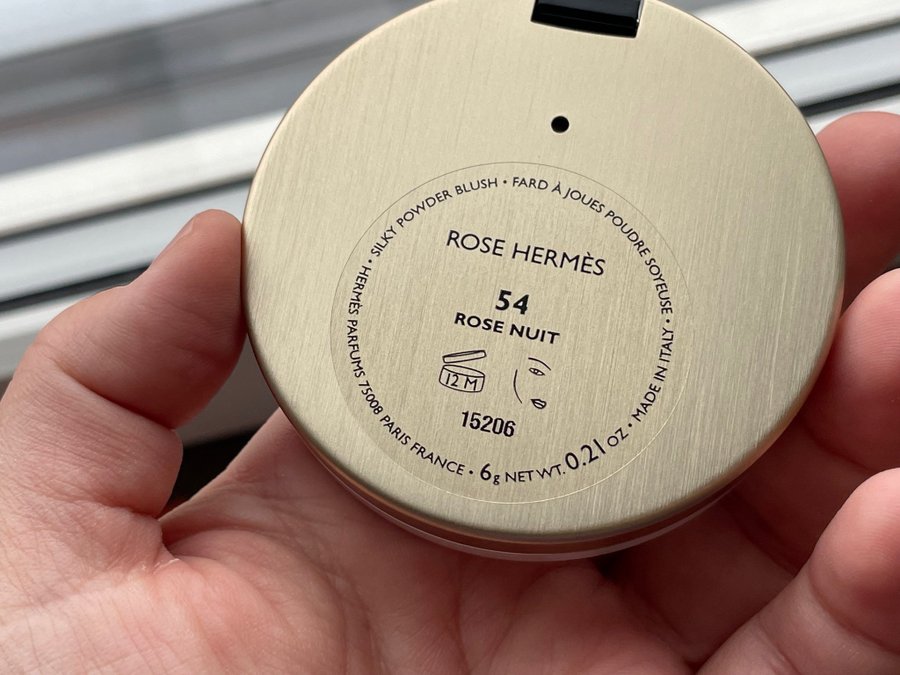 SILKY POWDER BLUSH • FARD À JOUES POUDRE SOYEUSE • MADE IN ITALY
• HERMÈS PARFUMS 75008 PARIS FRANCE • 6g NET WT. 0.21 OZ •
ROSE HERMÈS
54
ROSE NUIT
12 M
15206